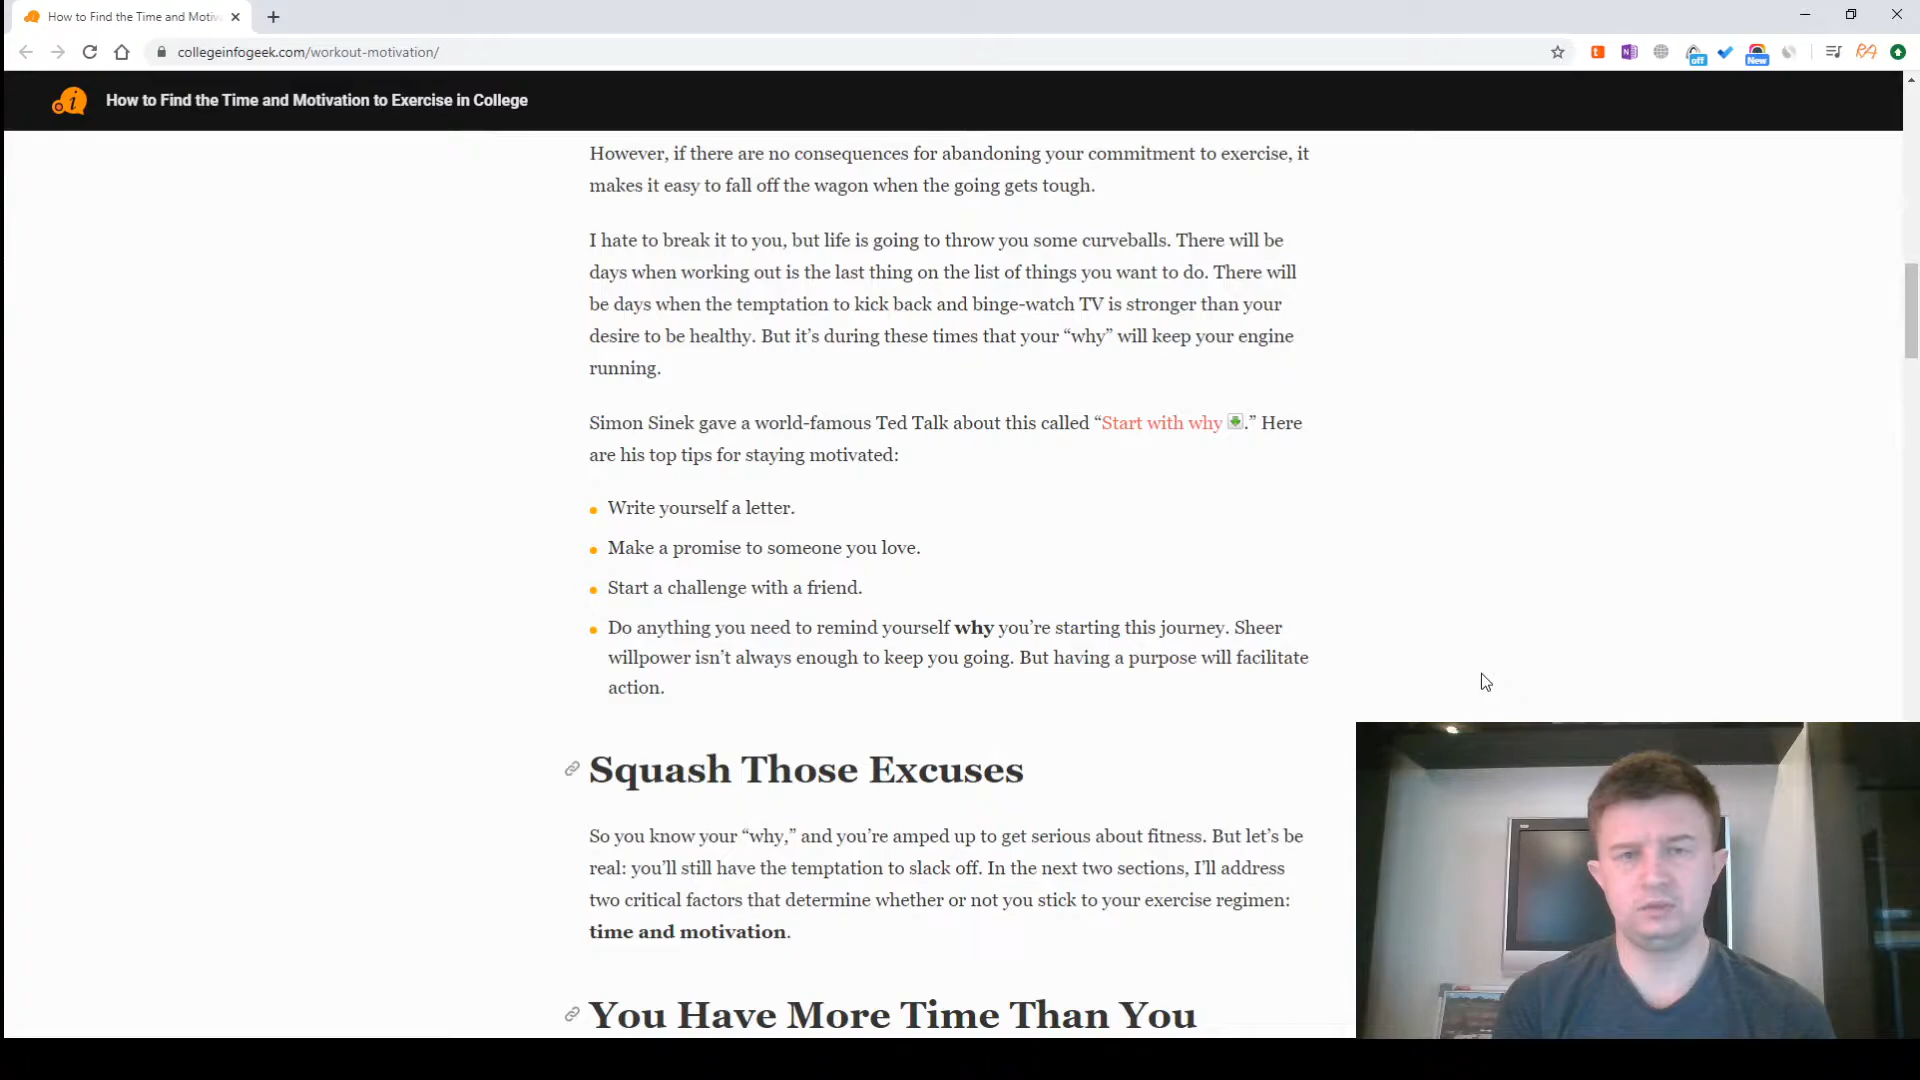 How to Find the Time and Motiv
collegeinfogeek.com/workout-motivation/
off
New
How to Find the Time and Motivation to Exercise in College
However, if there are no consequences for abandoning your commitment to exercise, it
makes it easy to fall off the wagon when the going gets tough.
I hate to break it to you, but life is going to throw you some curveballs. There will be
days when working out is the last thing on the list of things you want to do. There will
be days when the temptation to kick back and binge-watch TV is stronger than your
desire to be healthy. But it’s during these times that your “why” will keep your engine
running.
Simon Sinek gave a world-famous Ted Talk about this called “Start with why .” Here
are his top tips for staying motivated:
Write yourself a letter.
Make a promise to someone you love.
Start a challenge with a friend.
Do anything you need to remind yourself why you’re starting this journey. Sheer
willpower isn’t always enough to keep you going. But having a purpose will facilitate
action.
Squash Those Excuses
So you know your “why,” and you’re amped up to get serious about fitness. But let’s be
real: you’ll still have the temptation to slack off. In the next two sections, I’ll address
two critical factors that determine whether or not you stick to your exercise regimen:
time and motivation.
You Have More Time Than You